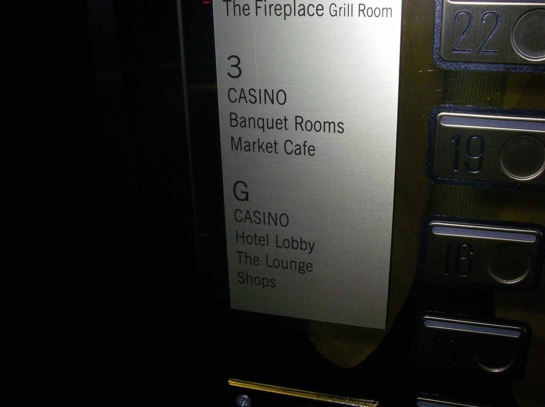 The Fireplace Grill Room
3
CASINO
Banquet Rooms
Market Cafe
G
CASINO
Hotel Lobby
The Lounge
Shops
22
19
16